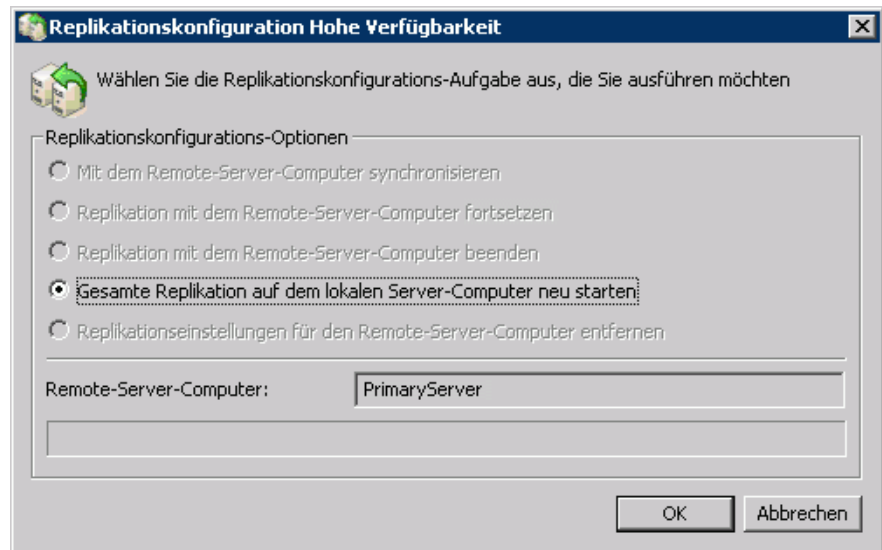 Replikationskonfiguration Hohe Verfügbarkeit
Wählen Sie die Replikationskonfigurations-Aufgabe aus, die Sie ausführen möchten
Replikationskonfigurations-Optionen
Mit dem Remote-Server-Computer synchronisieren
Replikation mit dem Remote-Server-Computer fortsetzen
Replikation mit dem Remote-Server-Computer beenden
Gesamte Replikation auf dem lokalen Server-Computer neu starten
Replikationseinstellungen für den Remote-Server-Computer entfernen
Remote-Server-Computer: PrimaryServer
OK Abbrechen